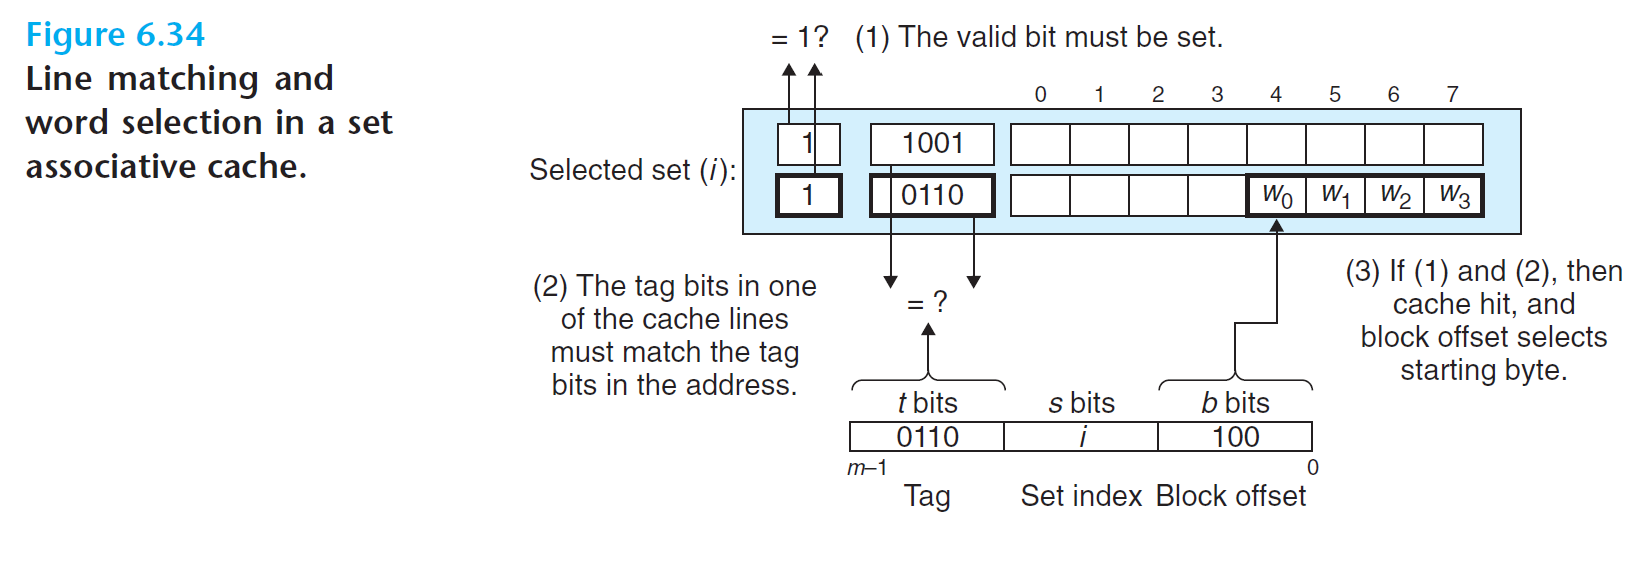 Figure 6.34
Line matching and
word selection in a set
associative cache.
= 1? (1) The valid bit must be set.
0 1 2 3 4 5 6 7
1 1001
Selected set (i):
1 0110 w0 w1 w2 w3
(2) The tag bits in one
of the cache lines
must match the tag
bits in the address.
= ?
(3) If (1) and (2), then
cache hit, and
block offset selects
starting byte.
t bits s bits b bits
0110 i 100
m–1 0
Tag Set index Block offset